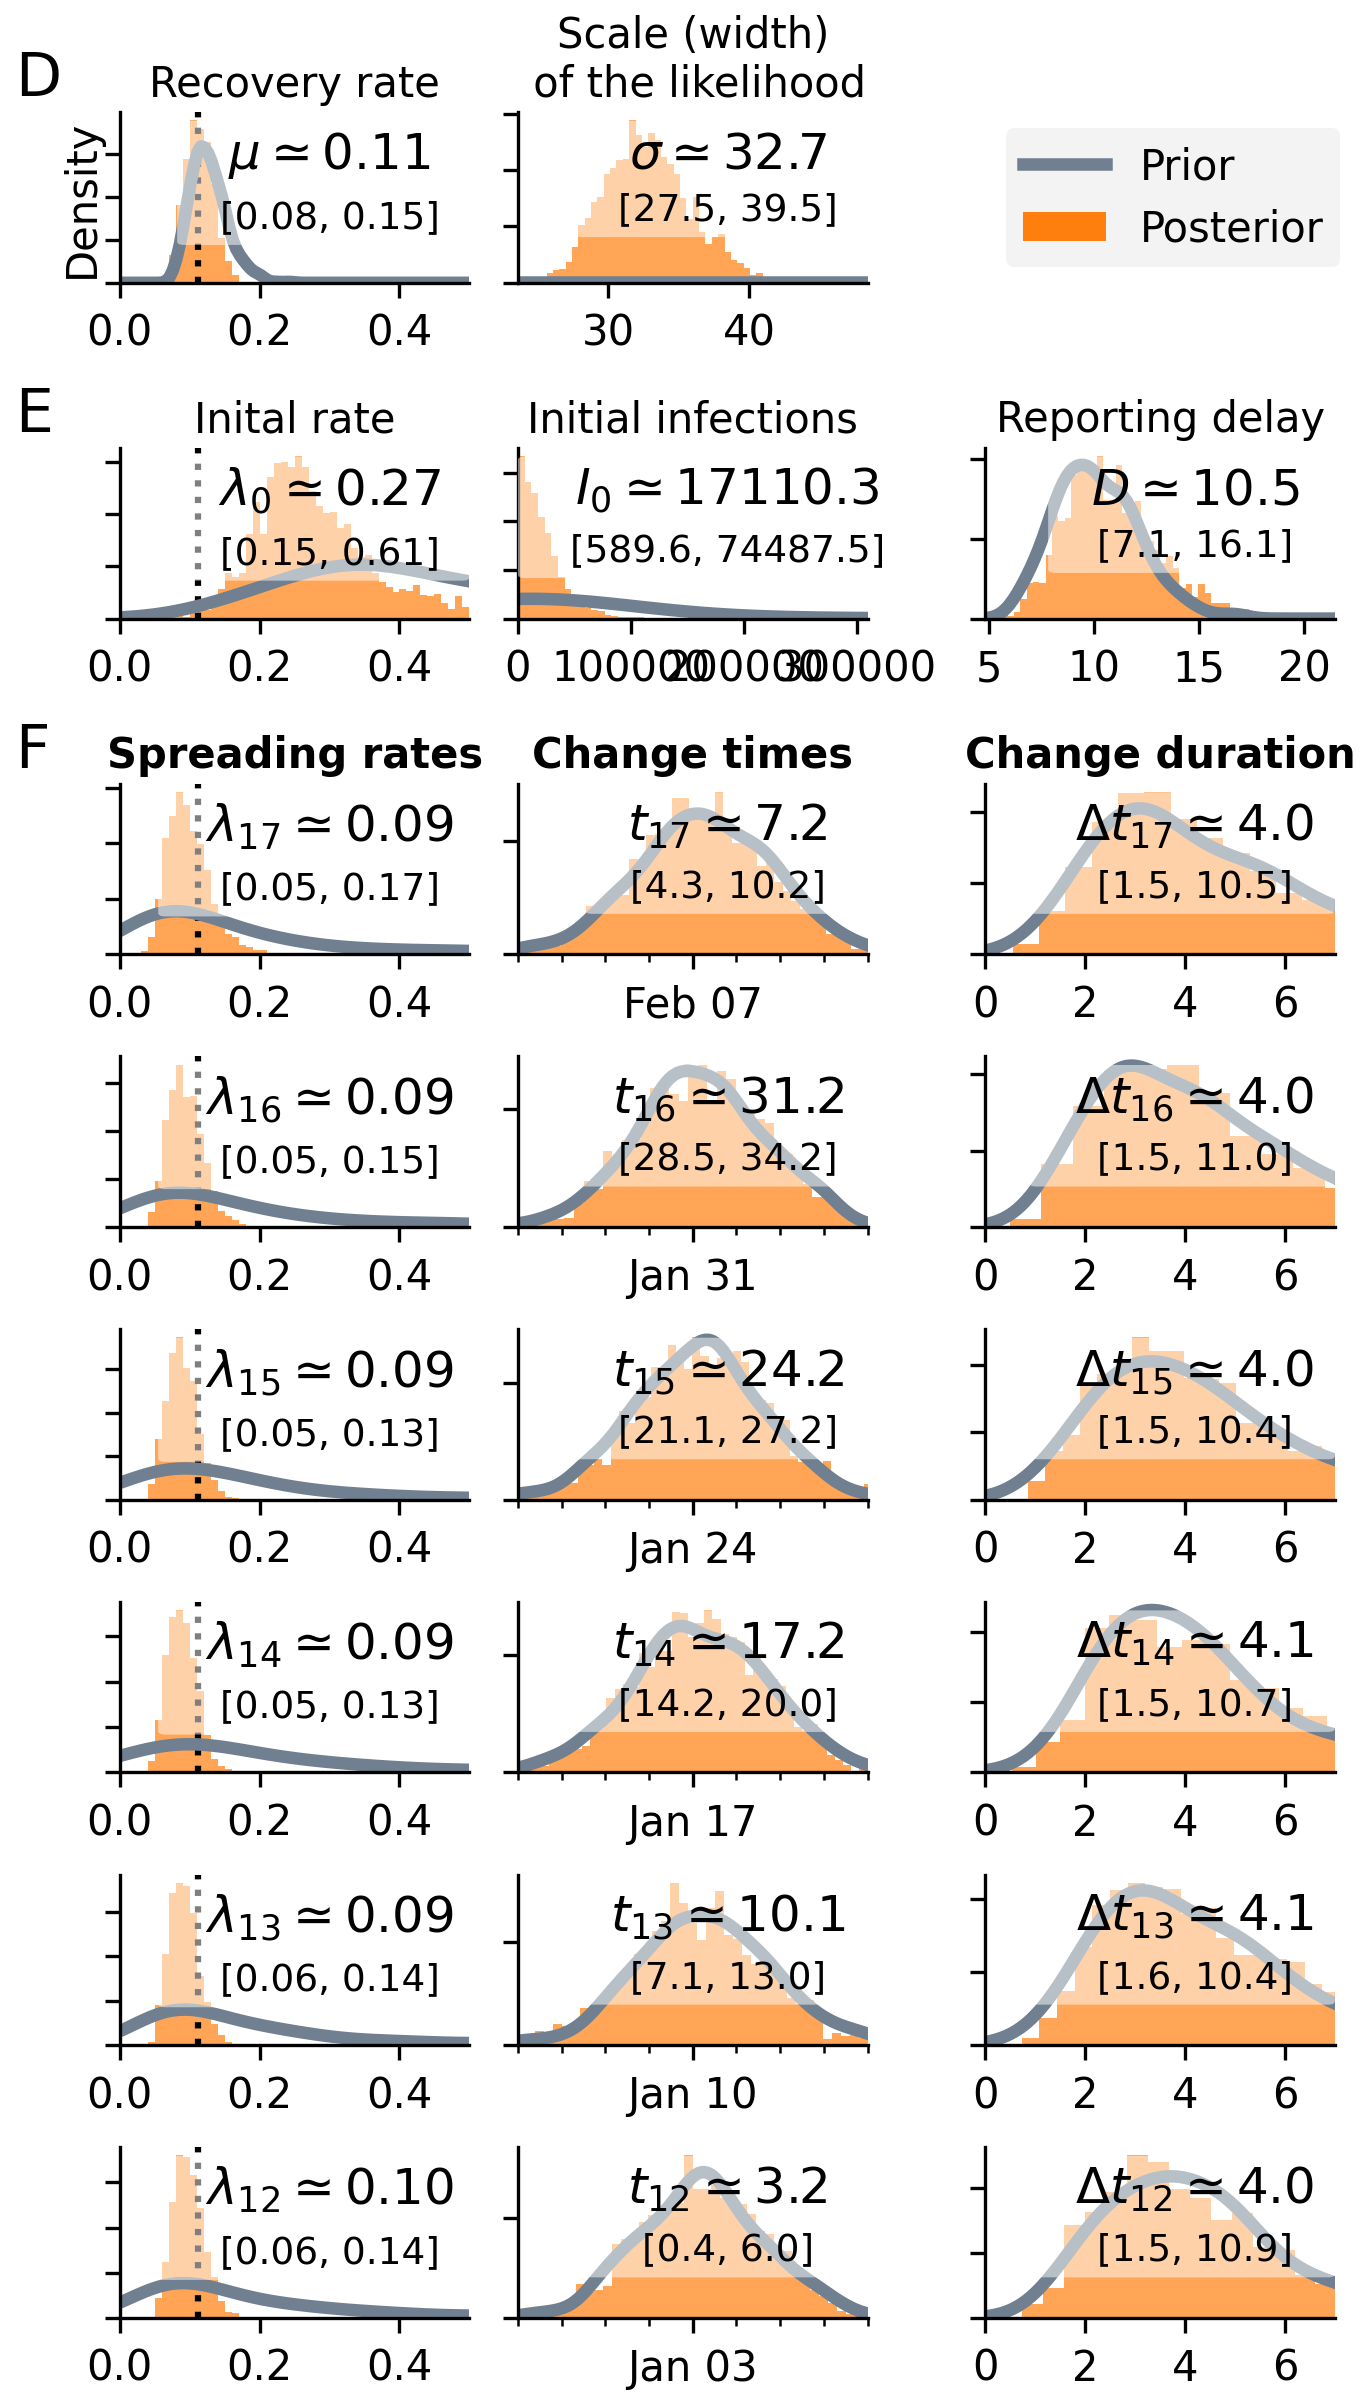 D
Recovery rate
Scale (width)
of the likelihood
Density
μ ≃ 0.11
[0.08, 0.15]
σ ≃ 32.7
[27.5, 39.5]
Prior
Posterior
0.0 0.2 0.4
30 40
E
Inital rate
Initial infections
Reporting delay
λ0 ≃ 0.27
[0.15, 0.61]
I0 ≃ 17110.3
[589.6, 74487.5]
D ≃ 10.5
[7.1, 16.1]
0.0 0.2 0.4
0 100000 200000 300000
5 10 15 20
F
Spreading rates
Change times
Change duration
λ17 ≃ 0.09
[0.05, 0.17]
t17 ≃ 7.2
[4.3, 10.2]
Δt17 ≃ 4.0
[1.5, 10.5]
0.0 0.2 0.4
Feb 07
0 2 4 6
λ16 ≃ 0.09
[0.05, 0.15]
t16 ≃ 31.2
[28.5, 34.2]
Δt16 ≃ 4.0
[1.5, 11.0]
0.0 0.2 0.4
Jan 31
0 2 4 6
λ15 ≃ 0.09
[0.05, 0.13]
t15 ≃ 24.2
[21.1, 27.2]
Δt15 ≃ 4.0
[1.5, 10.4]
0.0 0.2 0.4
Jan 24
0 2 4 6
λ14 ≃ 0.09
[0.05, 0.13]
t14 ≃ 17.2
[14.2, 20.0]
Δt14 ≃ 4.1
[1.5, 10.7]
0.0 0.2 0.4
Jan 17
0 2 4 6
λ13 ≃ 0.09
[0.06, 0.14]
t13 ≃ 10.1
[7.1, 13.0]
Δt13 ≃ 4.1
[1.6, 10.4]
0.0 0.2 0.4
Jan 10
0 2 4 6
λ12 ≃ 0.10
[0.06, 0.14]
t12 ≃ 3.2
[0.4, 6.0]
Δt12 ≃ 4.0
[1.5, 10.9]
0.0 0.2 0.4
Jan 03
0 2 4 6